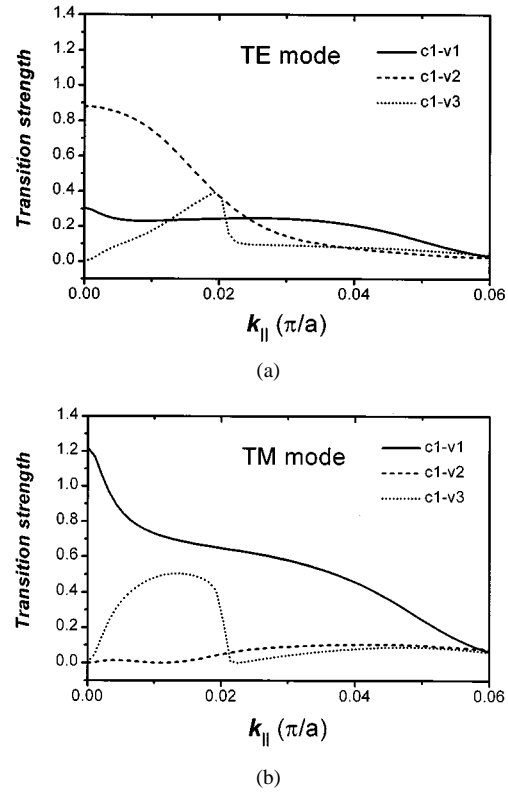 1.4
1.2
1.0
0.8
0.6
0.4
0.2
0.0
Transition strength
TE mode
c1-v1
c1-v2
c1-v3
0.00
0.02
0.04
0.06
k|| (π/a)
(a)
1.4
1.2
1.0
0.8
0.6
0.4
0.2
0.0
Transition strength
TM mode
c1-v1
c1-v2
c1-v3
0.00
0.02
0.04
0.06
k|| (π/a)
(b)